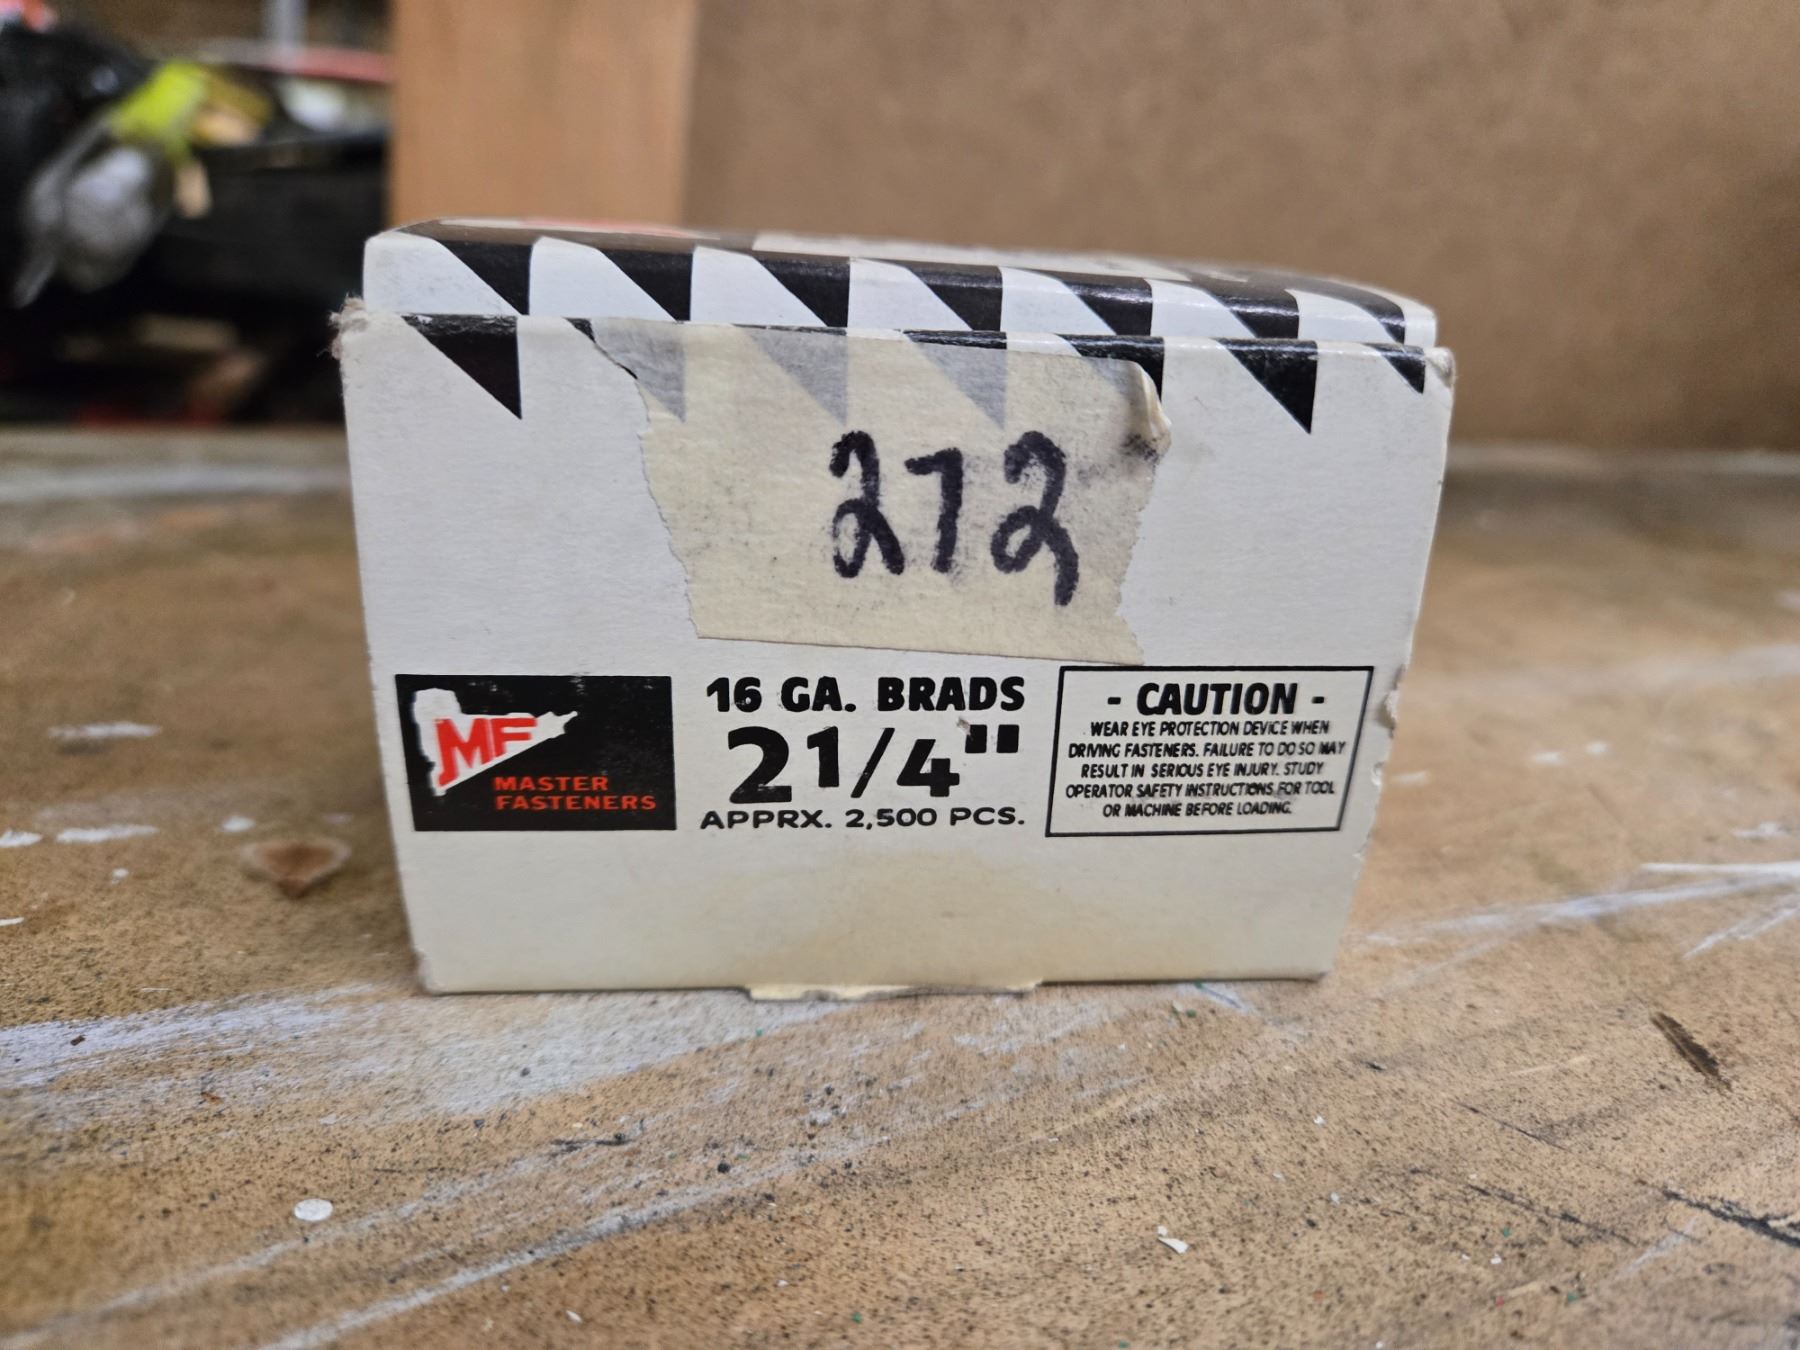 272
MF
MASTER
FASTENERS
16 GA. BRADS
2 1/4"
APPRX. 2,500 PCS.
- CAUTION -
WEAR EYE PROTECTION DEVICE WHEN
DRIVING FASTENERS. FAILURE TO DO SO MAY
RESULT IN SERIOUS EYE INJURY. STUDY
OPERATOR SAFETY INSTRUCTIONS FOR TOOL
OR MACHINE BEFORE LOADING.